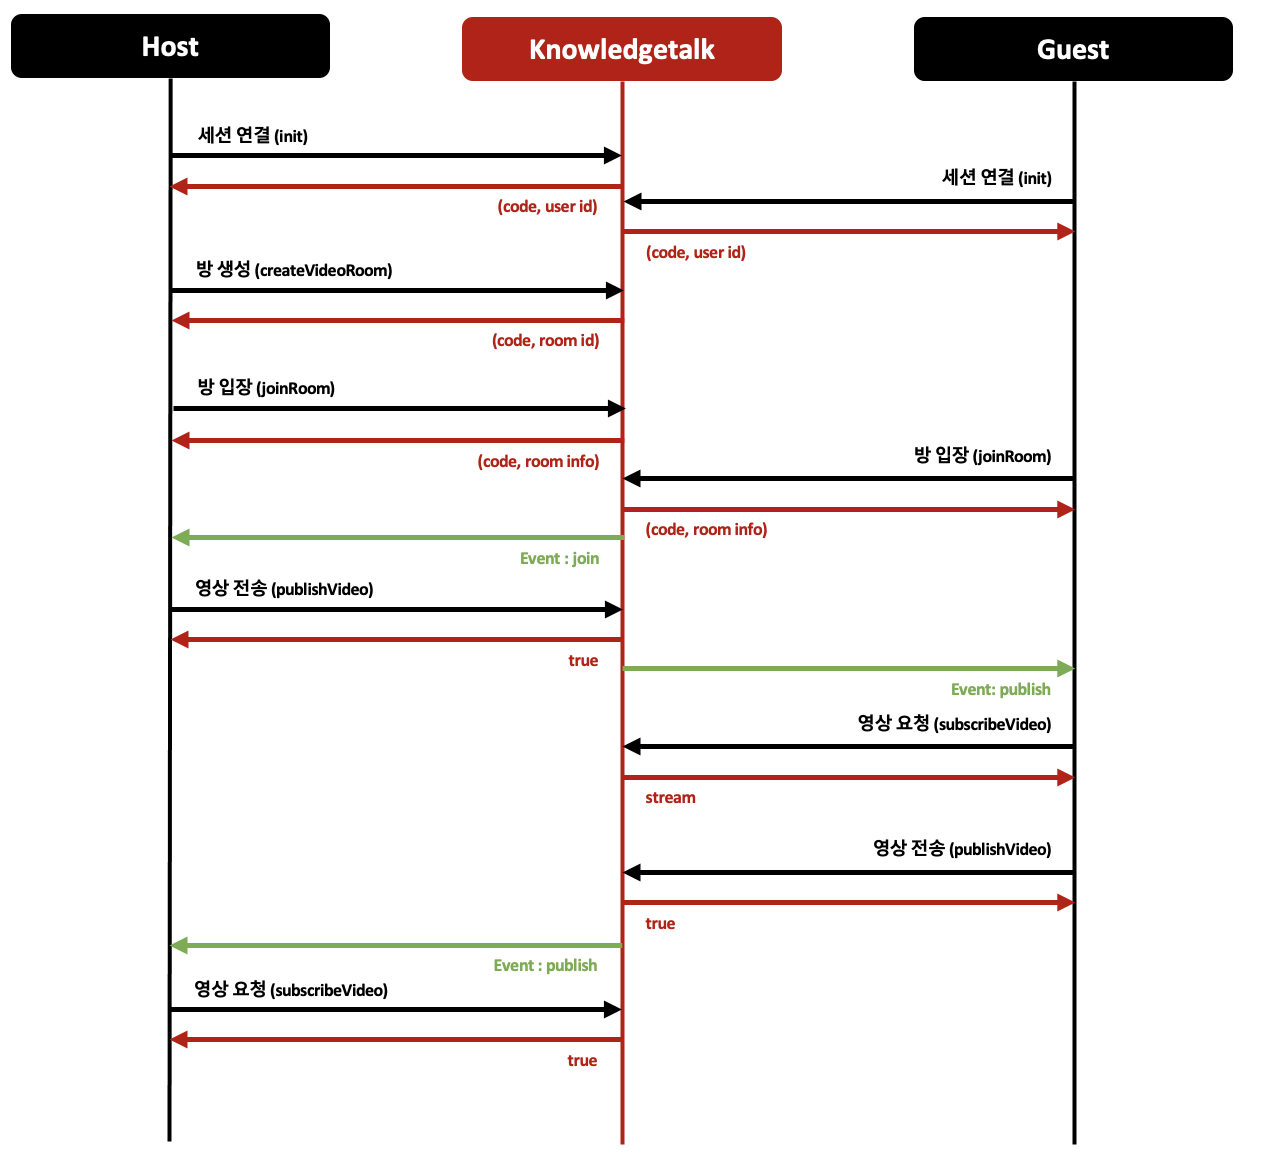 Host
Knowledgetalk
Guest
세션 연결 (init)
세션 연결 (init)
(code, user id)
(code, user id)
방 생성 (createVideoRoom)
(code, room id)
방 입장 (joinRoom)
방 입장 (joinRoom)
(code, room info)
(code, room info)
Event : join
영상 전송 (publishVideo)
true
Event: publish
영상 요청 (subscribeVideo)
stream
영상 전송 (publishVideo)
true
Event : publish
영상 요청 (subscribeVideo)
true